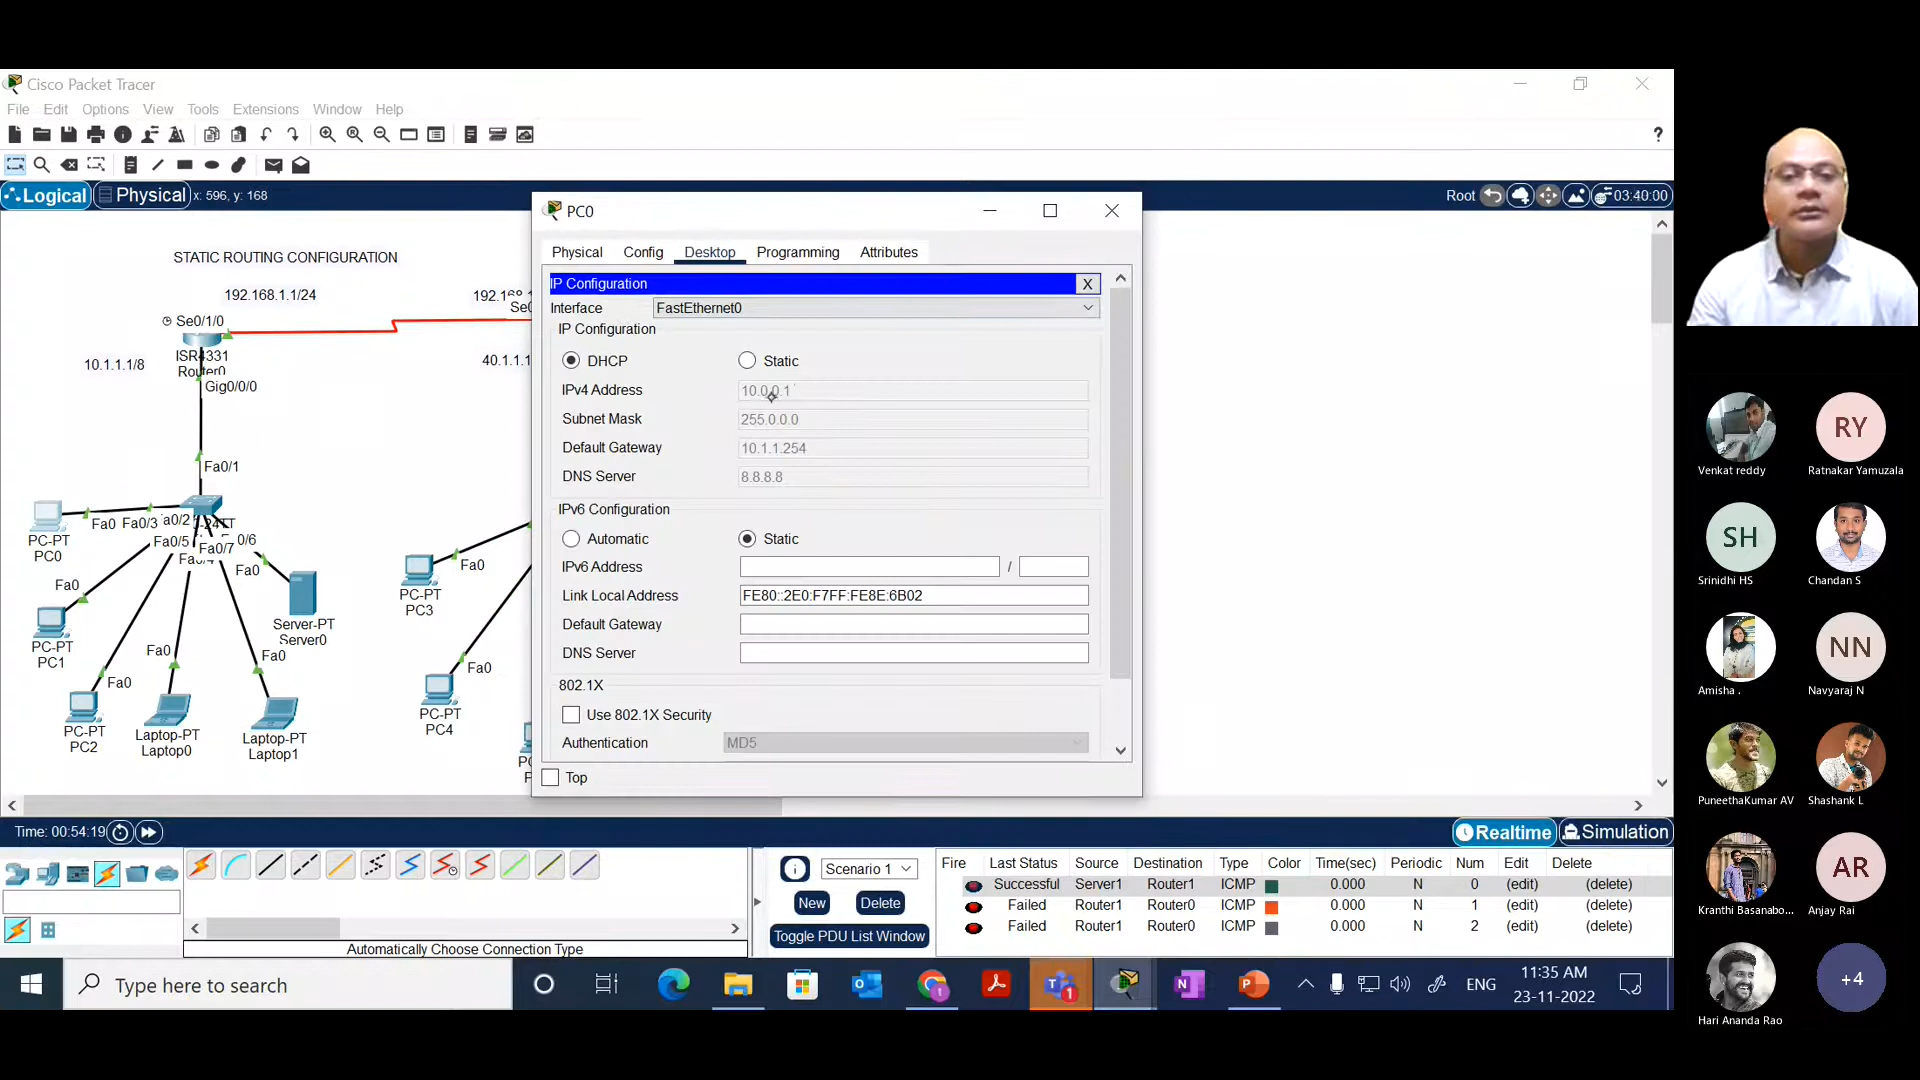 Cisco Packet Tracer
File Edit Options View Tools Extensions Window Help
?
Logical Physical x: 596, y: 168
Root 03:40:00
STATIC ROUTING CONFIGURATION
192.168.1.1/24
Se0/1/0
ISR4331
Router0
10.1.1.1/8
Gig0/0/0
40.1.1.1
Fa0/1
Fa0 Fa0/3
Fa0/5
Fa0/7
PC-PT
PC0
Fa0
PC-PT
PC1
Fa0
PC-PT
PC2
Fa0
Laptop-PT
Laptop0
Fa0
Laptop-PT
Laptop1
Fa0
Server-PT
Server0
Fa0
PC-PT
PC3
Fa0
PC-PT
PC4
PC0
Physical Config Desktop Programming Attributes
IP Configuration X
Interface FastEthernet0
IP Configuration
DHCP Static
IPv4 Address 10.0.0.1
Subnet Mask 255.0.0.0
Default Gateway 10.1.1.254
DNS Server 8.8.8.8
IPv6 Configuration
Automatic Static
IPv6 Address /
Link Local Address FE80::2E0:F7FF:FE8E:6B02
Default Gateway
DNS Server
802.1X
Use 802.1X Security
Authentication MD5
Top
Time: 00:54:19
Realtime Simulation
Scenario 1
New Delete
Toggle PDU List Window
Automatically Choose Connection Type
Fire Last Status Source Destination Type Color Time(sec) Periodic Num Edit Delete
Successful Server1 Router1 ICMP 0.000 N 0 (edit) (delete)
Failed Router1 Router0 ICMP 0.000 N 1 (edit) (delete)
Failed Router1 Router0 ICMP 0.000 N 2 (edit) (delete)
Type here to search
1
ENG
11:35 AM
23-11-2022
Venkat reddy
RY
Ratnakar Yamuzala
SH
Srinidhi HS
Chandan S
Amisha .
NN
Navyaraj N
PuneethaKumar AV
Shashank L
Kranthi Basanabo...
AR
Anjay Rai
Hari Ananda Rao
+4